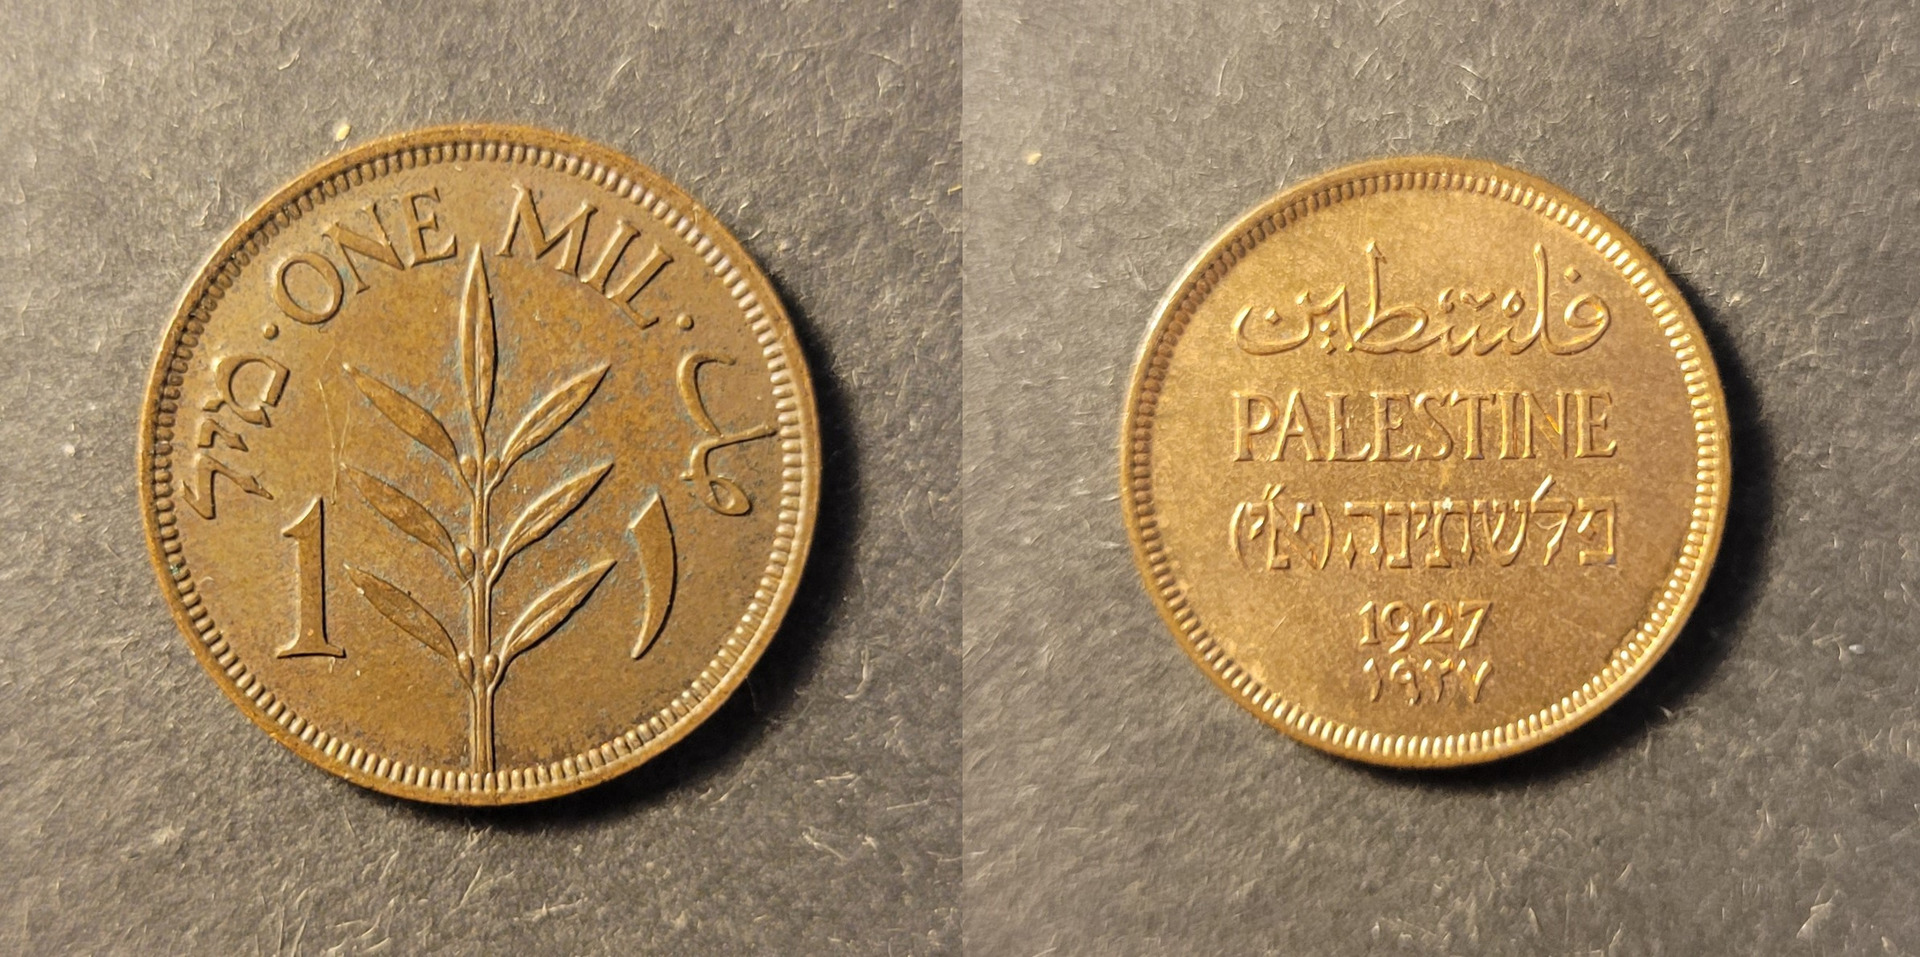 · ONE MIL ·
מיל
مل
1
١
فلسطين
PALESTINE
פלשתינה (א״י)
1927
١٩٢٧